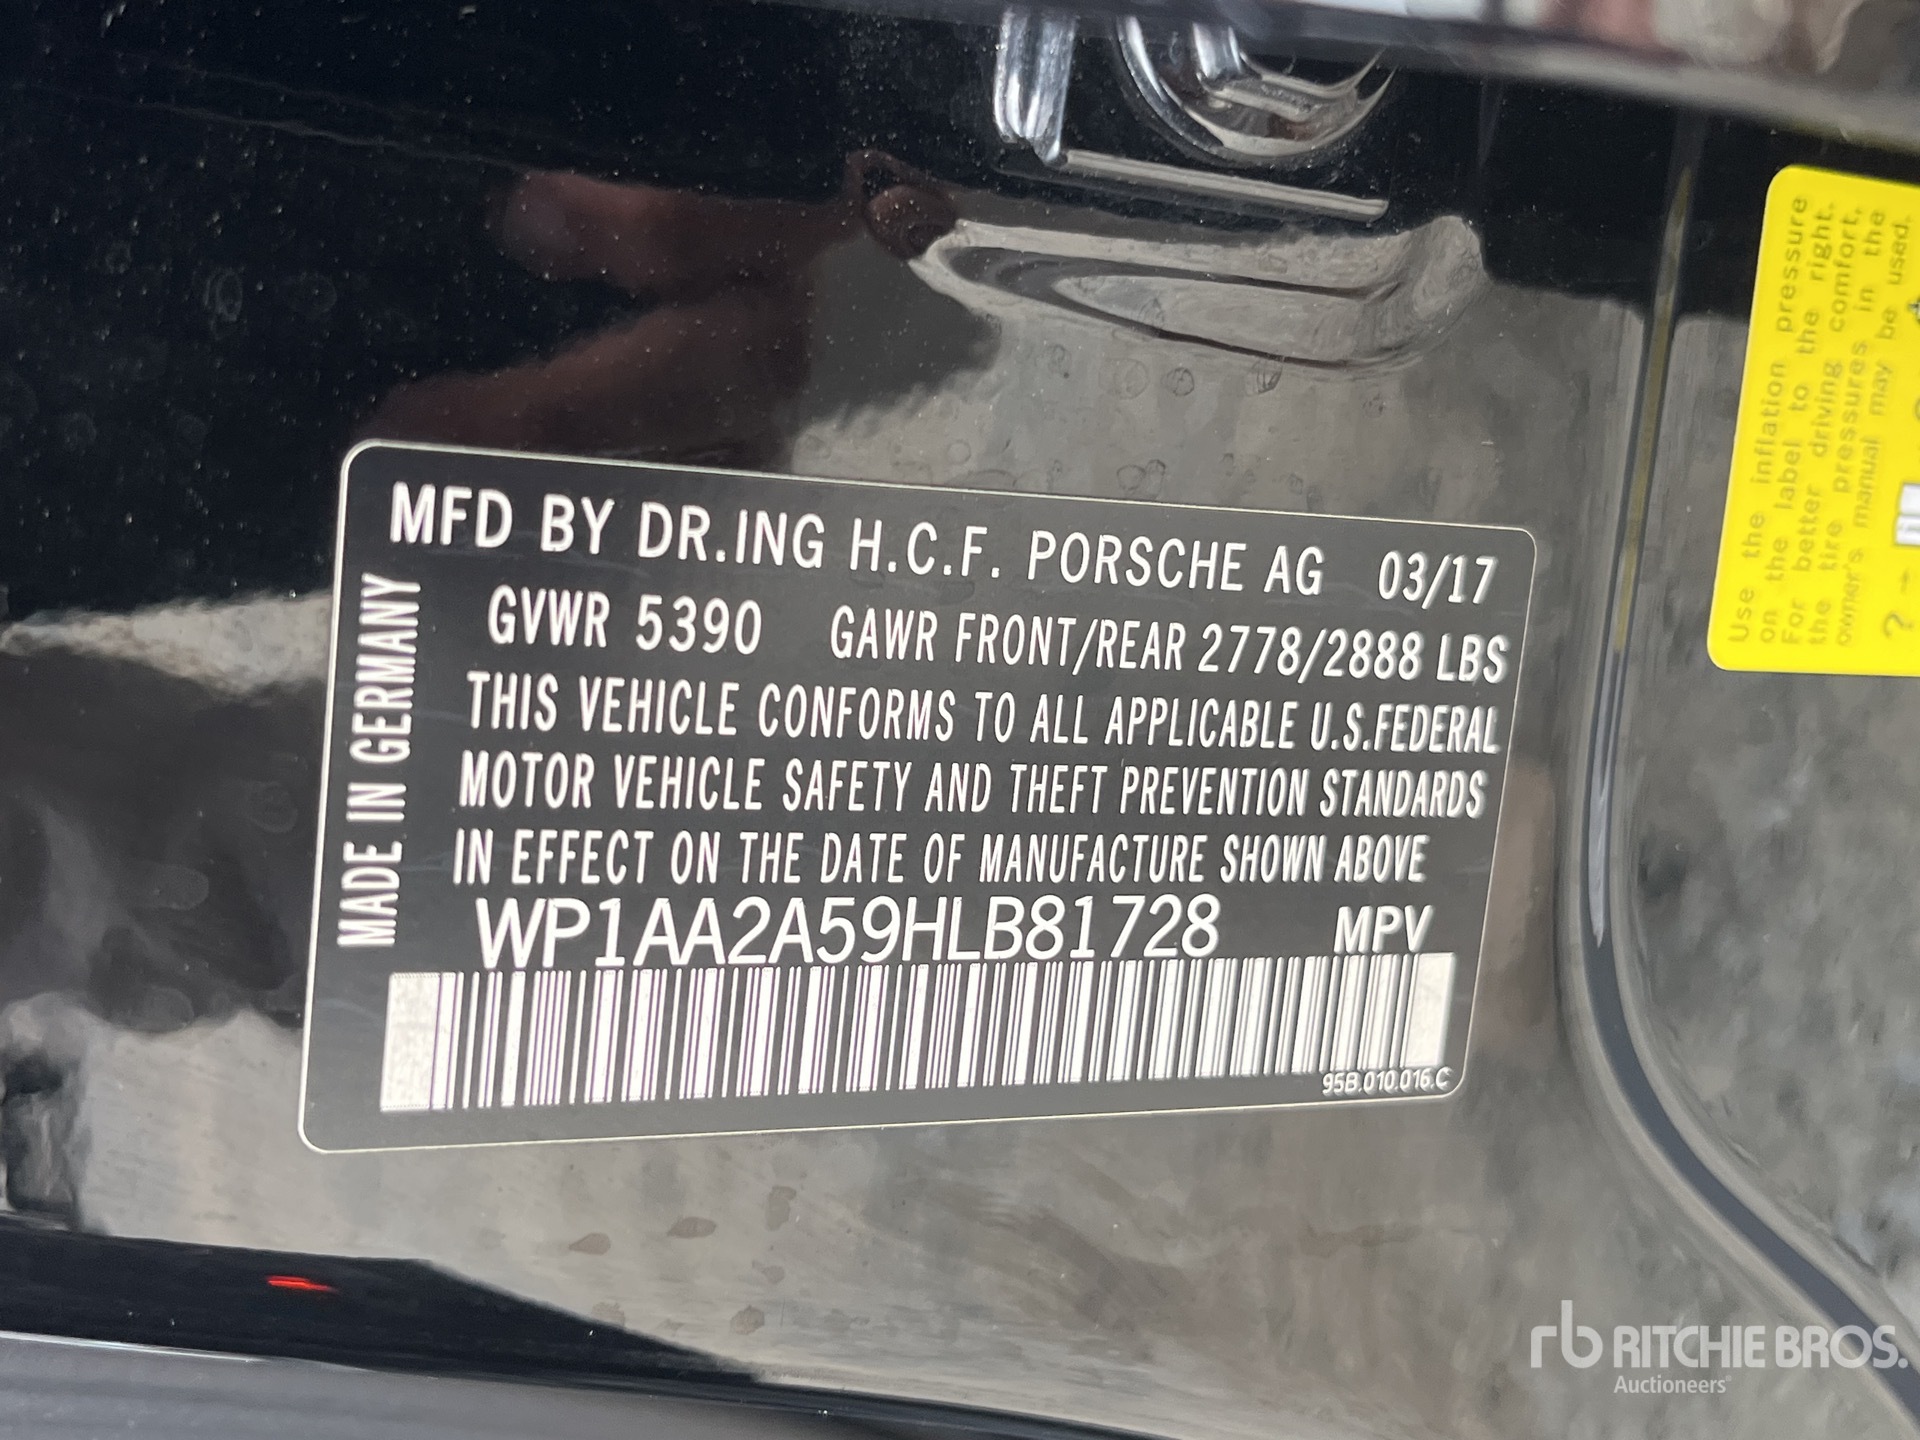 MFD BY DR.ING H.C.F. PORSCHE AG 03/17
GVWR 5390 GAWR FRONT/REAR 2778/2888 LBS
THIS VEHICLE CONFORMS TO ALL APPLICABLE U.S.FEDERAL
MOTOR VEHICLE SAFETY AND THEFT PREVENTION STANDARDS
IN EFFECT ON THE DATE OF MANUFACTURE SHOWN ABOVE
WP1AA2A59HLB81728 MPV
95B.010.016.C
MADE IN GERMANY
Use the inflation pressure
on the label to the right.
For better driving comfort,
the tire pressures in the
owner's manual may be used.
? →
rb RITCHIE BROS.
Auctioneers